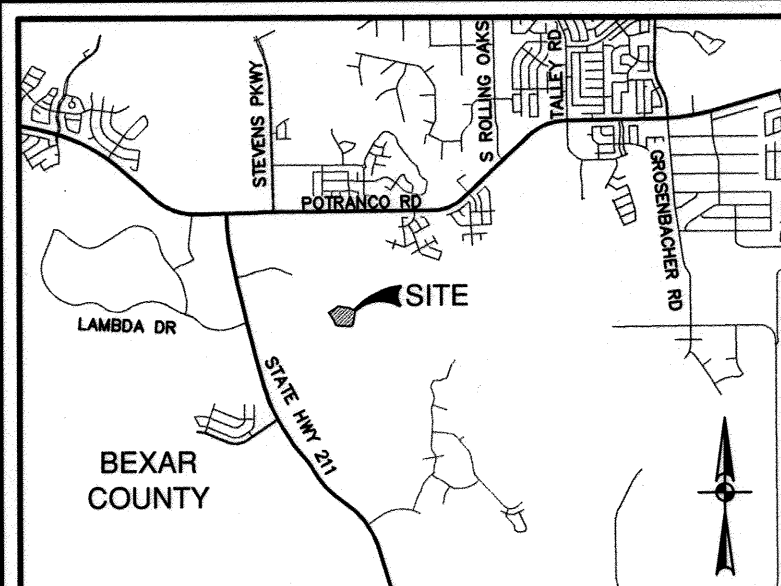 S ROLLING OAKS
TALLEY RD
STEVENS PKWY
GROSENBACHER RD
POTRANCO RD
SITE
LAMBDA DR
STATE HWY 211
BEXAR
COUNTY